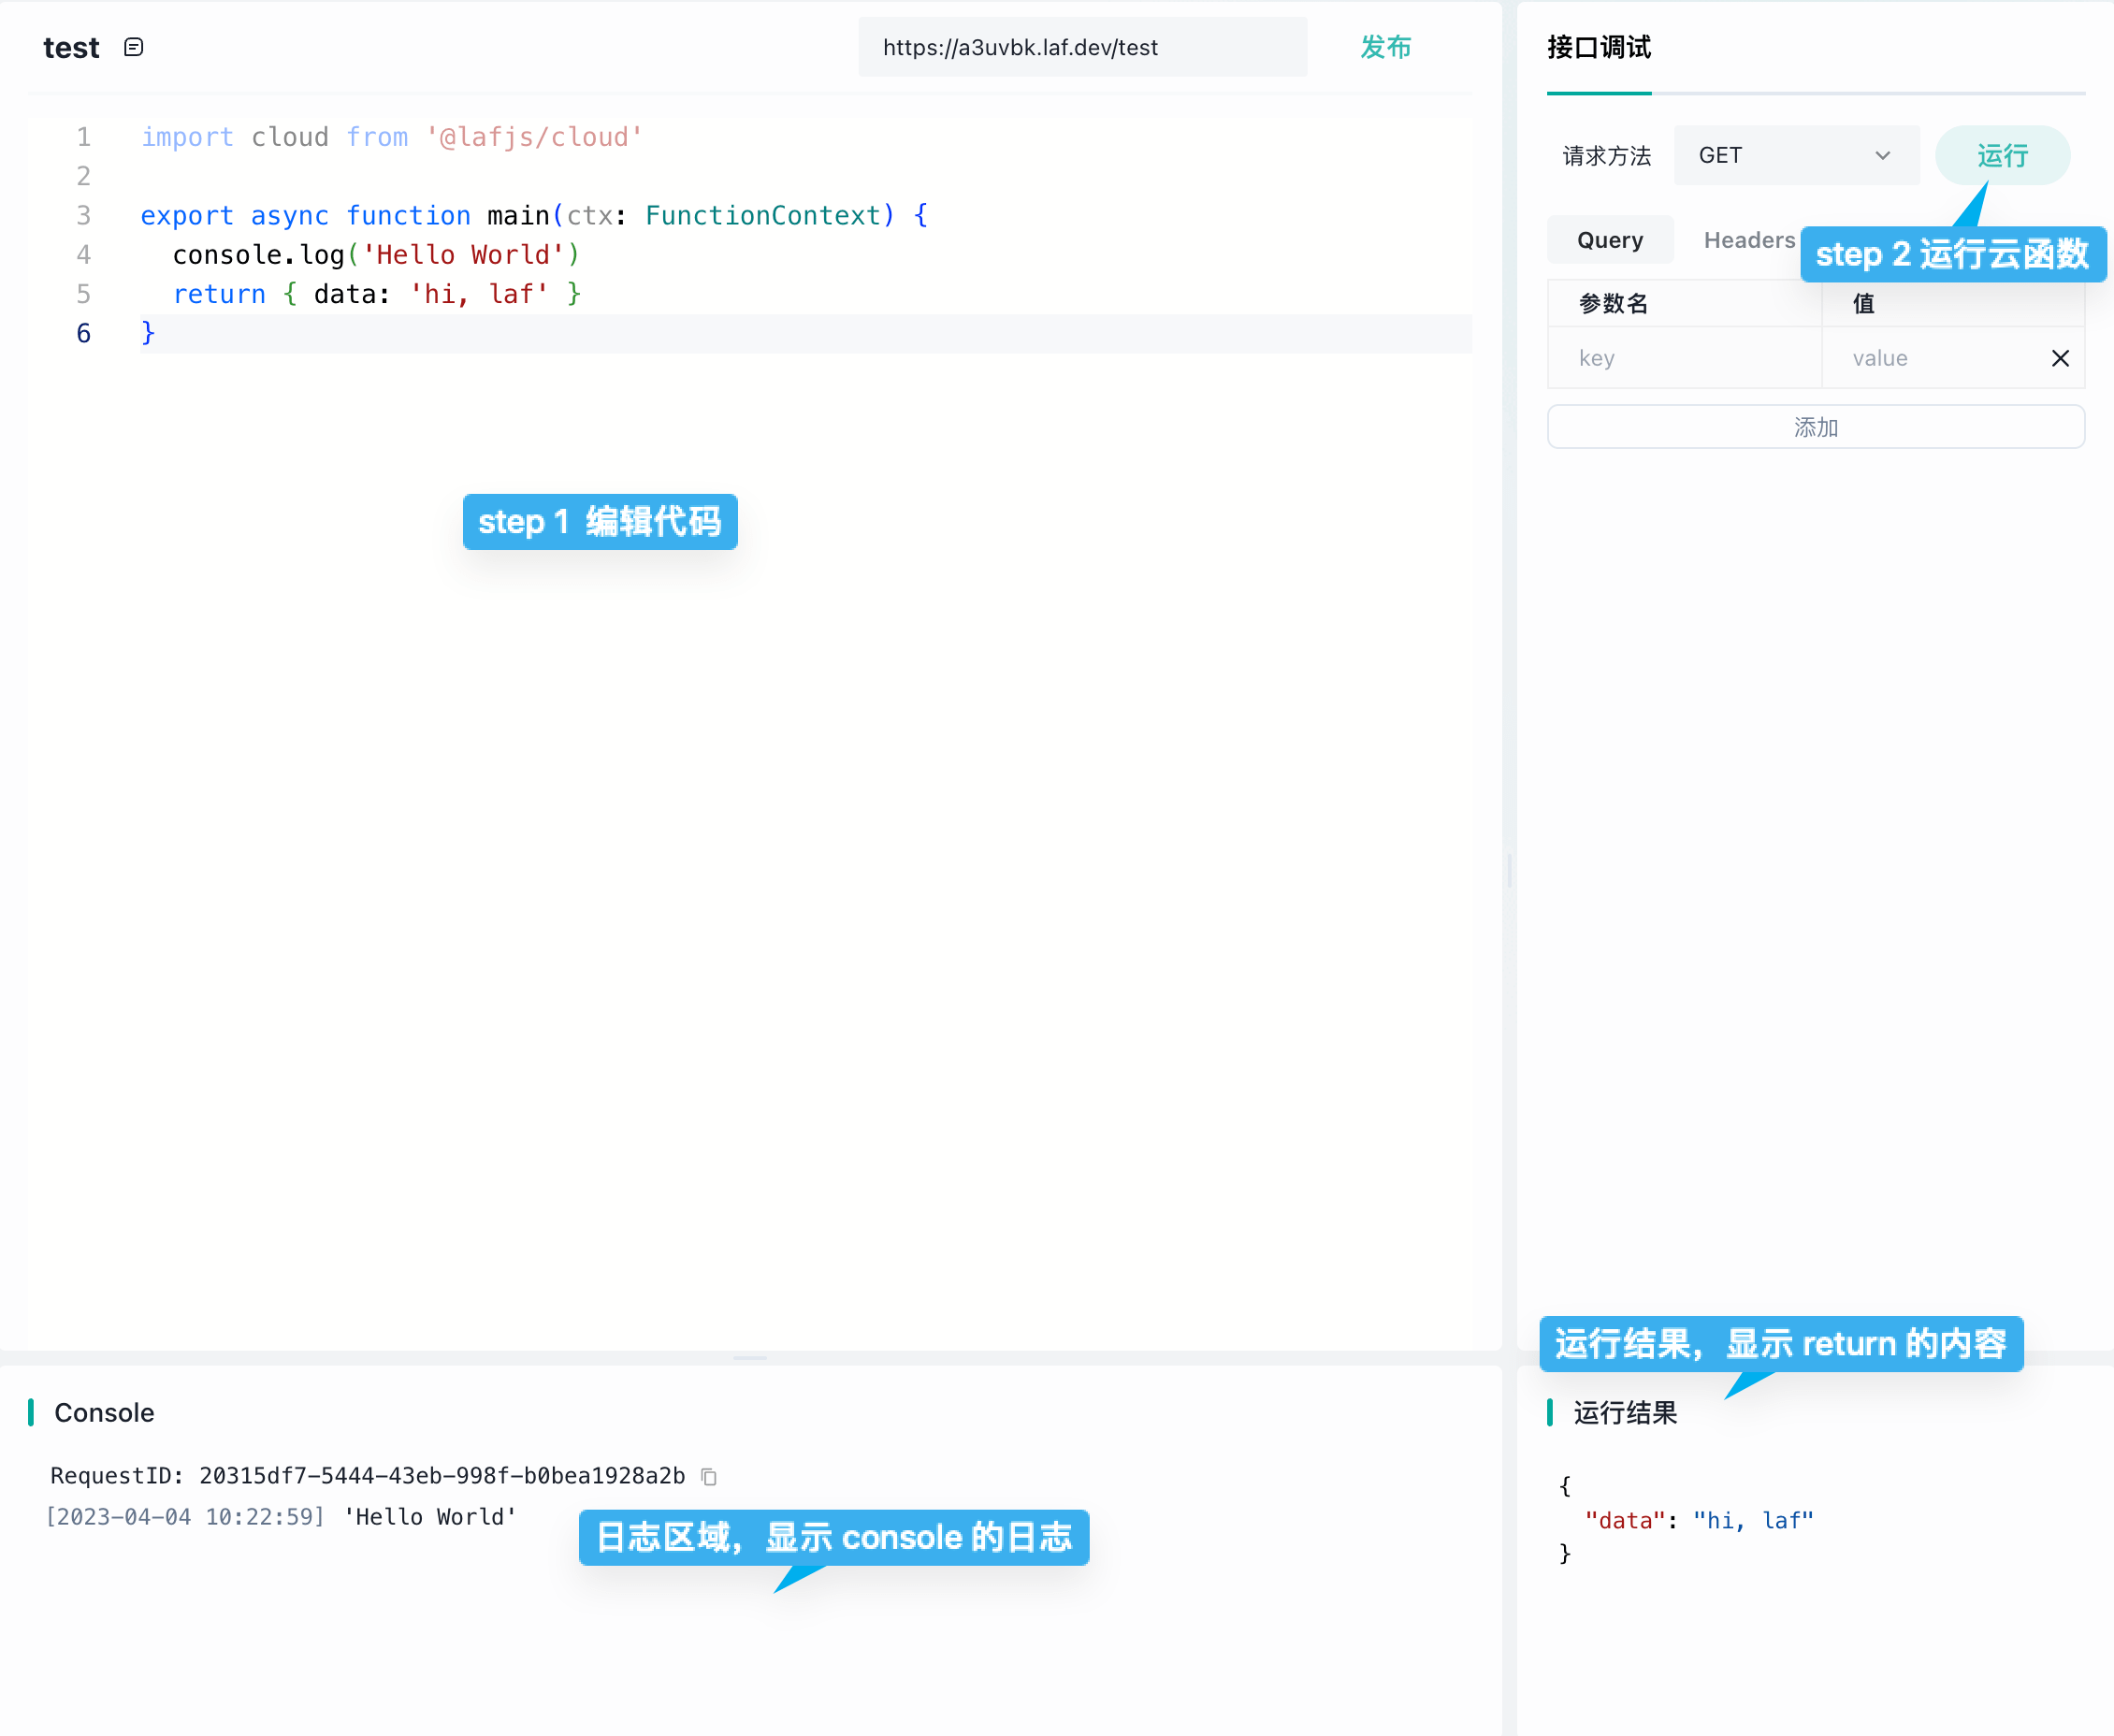 test
https://a3uvbk.laf.dev/test
发布
1 import cloud from '@lafjs/cloud'
2
3 export async function main(ctx: FunctionContext) {
4   console.log('Hello World')
5   return { data: 'hi, laf' }
6 }
step 1 编辑代码
接口调试
请求方法 GET 运行
Query Headers
step 2 运行云函数
参数名 值
key value
添加
Console
RequestID: 20315df7-5444-43eb-998f-b0bea1928a2b
[2023-04-04 10:22:59] 'Hello World'
日志区域，显示 console 的日志
运行结果，显示 return 的内容
运行结果
{
  "data": "hi, laf"
}